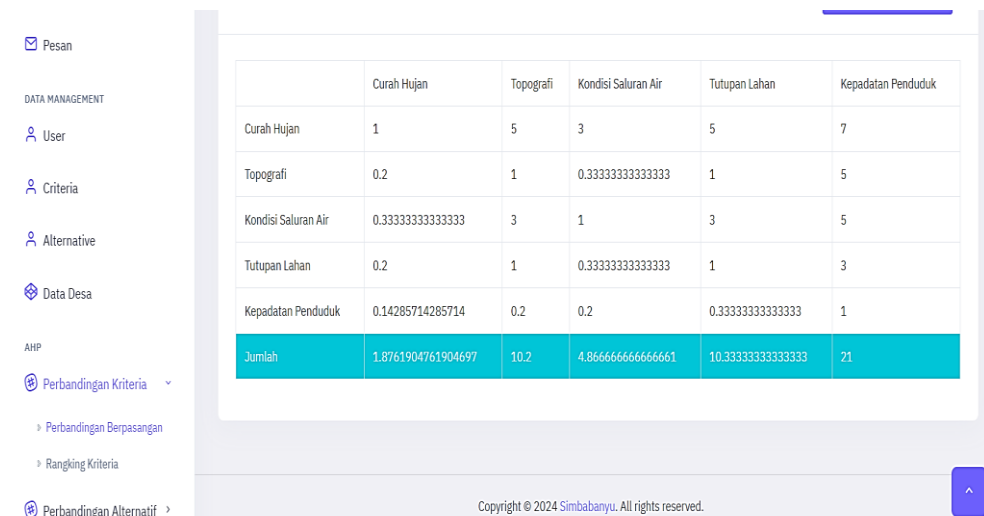 Pesan
DATA MANAGEMENT
User
Criteria
Alternative
Data Desa
AHP
Perbandingan Kriteria
Perbandingan Berpasangan
Rangking Kriteria
Perbandingan Alternatif
Curah Hujan Topografi Kondisi Saluran Air Tutupan Lahan Kepadatan Penduduk
Curah Hujan 1 5 3 5 7
Topografi 0.2 1 0.33333333333333 1 5
Kondisi Saluran Air 0.33333333333333 3 1 3 5
Tutupan Lahan 0.2 1 0.33333333333333 1 3
Kepadatan Penduduk 0.14285714285714 0.2 0.2 0.33333333333333 1
Jumlah 1.8761904761904697 10.2 4.866666666666661 10.33333333333333 21
Copyright © 2024 Simbabanyu. All rights reserved.